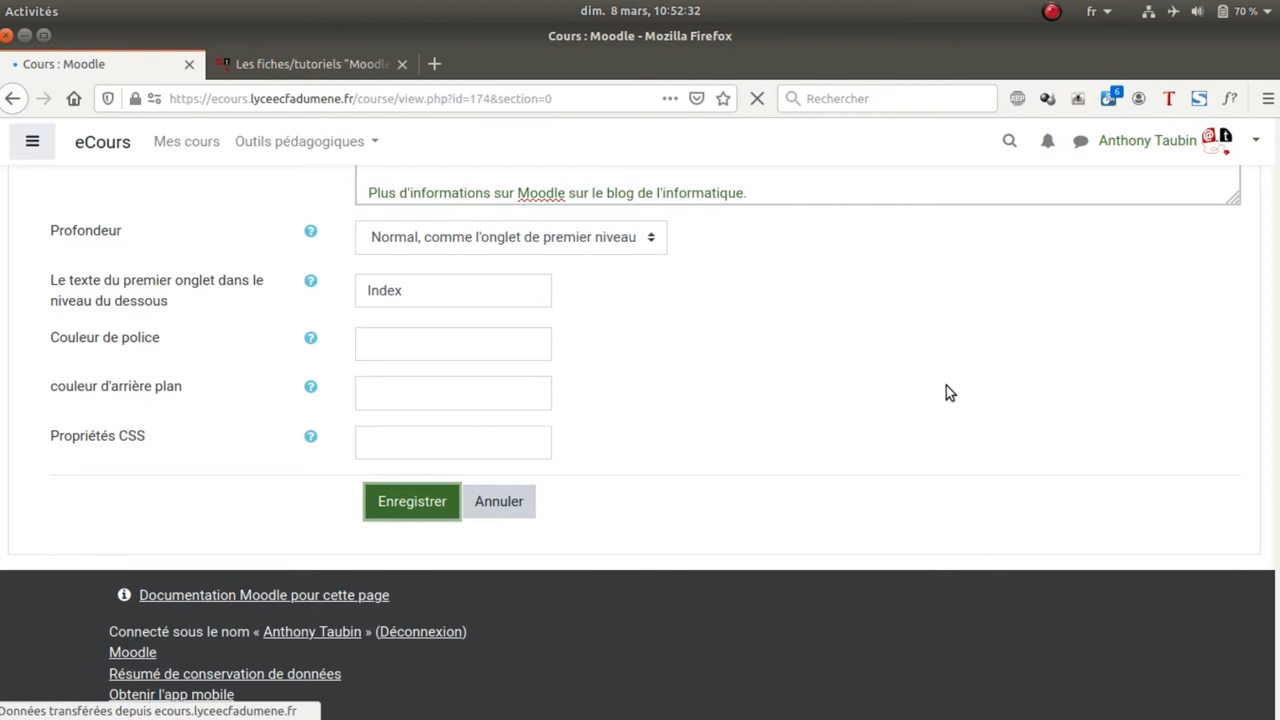 Activités
dim. 8 mars, 10:52:32
fr
70 %
Cours : Moodle - Mozilla Firefox
Cours : Moodle
Les fiches/tutoriels "Moodle
https://ecours.lyceecfadumene.fr/course/view.php?id=174&section=0
Rechercher
ABP
6
T
S
f?
eCours
Mes cours
Outils pédagogiques
Anthony Taubin
Plus d'informations sur Moodle sur le blog de l'informatique.
Profondeur
Normal, comme l'onglet de premier niveau
Le texte du premier onglet dans le
niveau du dessous
Index
Couleur de police
couleur d'arrière plan
Propriétés CSS
Enregistrer
Annuler
Documentation Moodle pour cette page
Connecté sous le nom « Anthony Taubin » (Déconnexion)
Moodle
Résumé de conservation de données
Obtenir l'app mobile
Données transférées depuis ecours.lyceecfadumene.fr